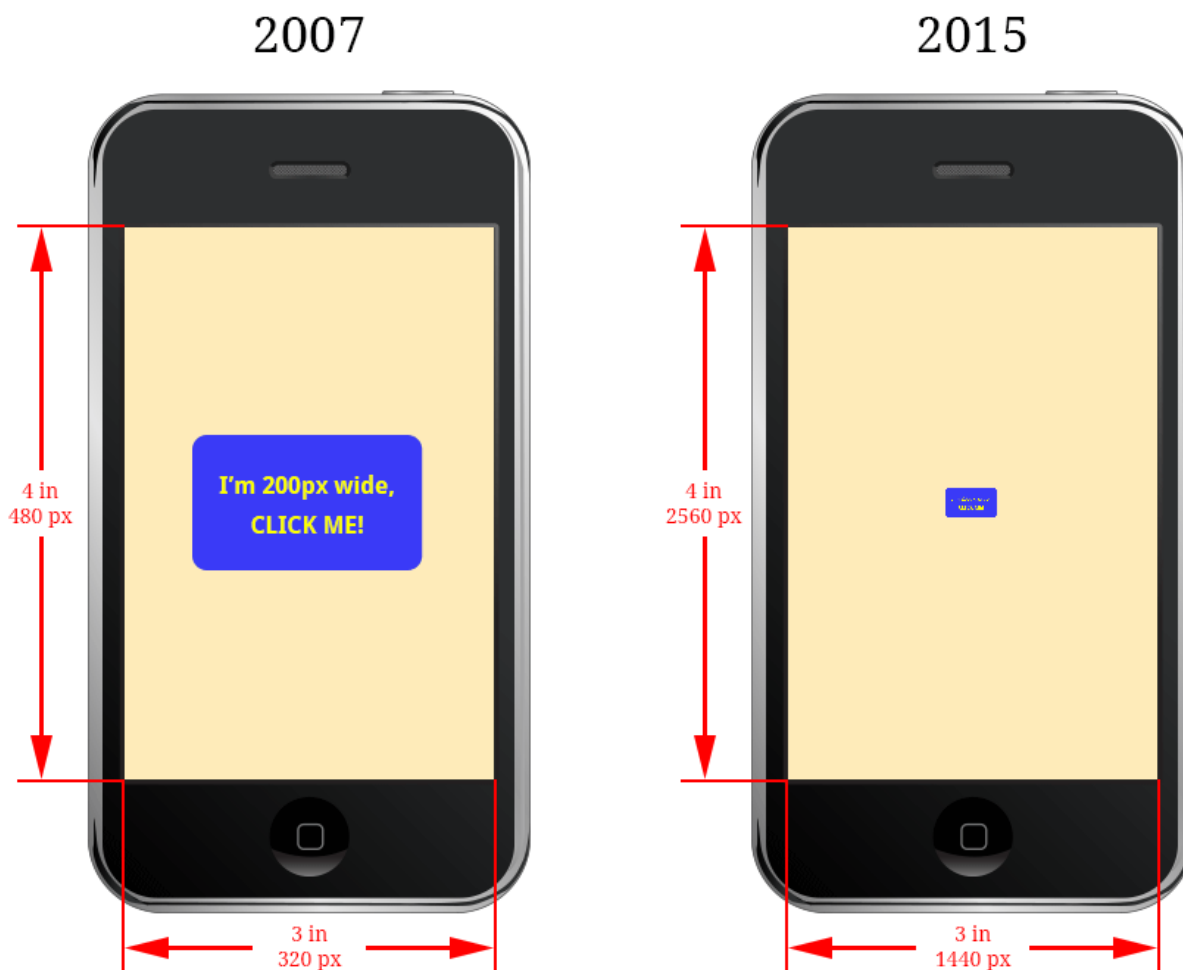 2007
2015
4 in
480 px
I’m 200px wide,
CLICK ME!
3 in
320 px
4 in
2560 px
3 in
1440 px